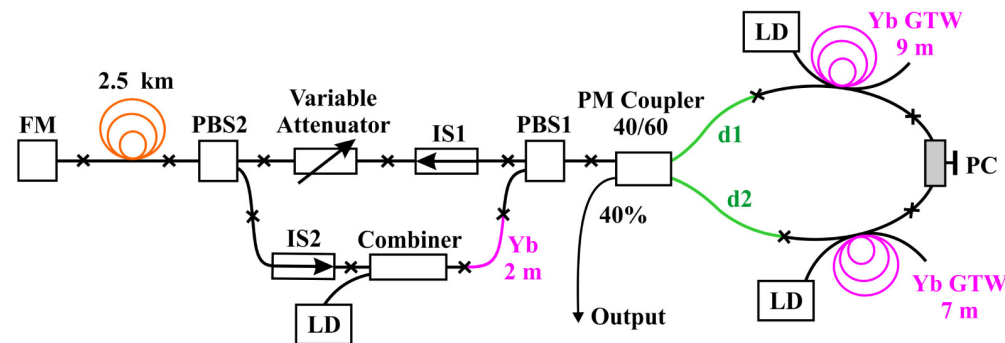 LD
Yb GTW
9 m
2.5 km
Variable
Attenuator
PM Coupler
40/60
FM
PBS2
IS1
PBS1
d1
PC
d2
40%
IS2
Combiner
Yb
2 m
LD
Output
LD
Yb GTW
7 m